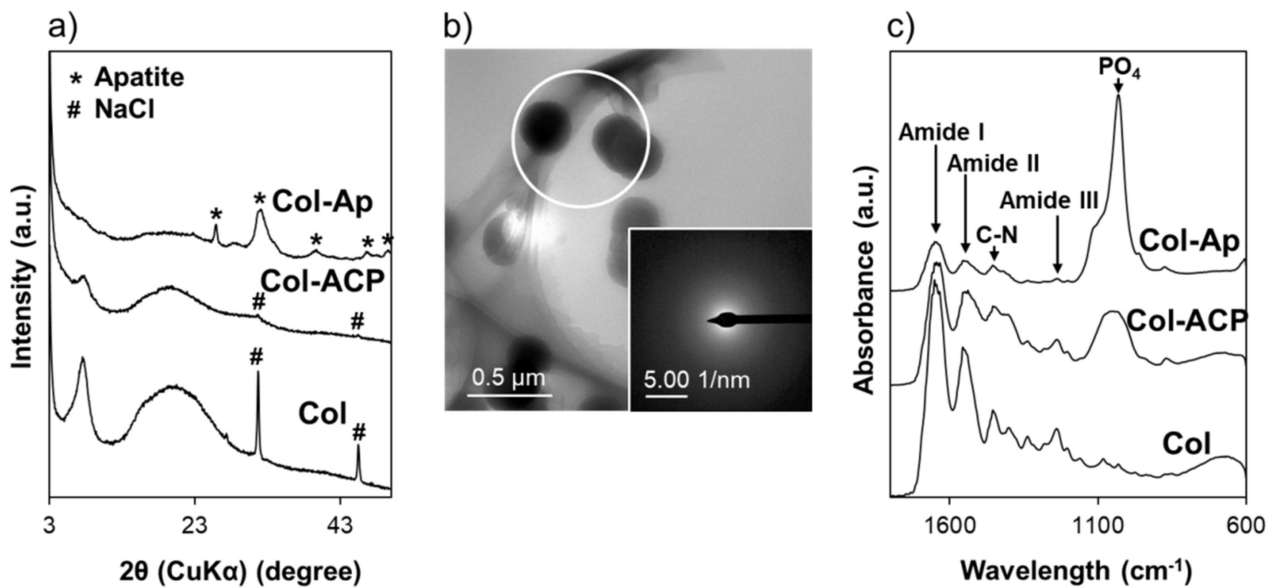 a)
* Apatite
# NaCl
Intensity (a.u.)
*
*
*
*
*
Col-Ap
Col-ACP
#
#
Col
#
#
3
23
43
2θ (CuKα) (degree)
b)
0.5 μm
5.00 1/nm
c)
PO₄
Amide I
Amide II
Amide III
C-N
Col-Ap
Col-ACP
Col
Absorbance (a.u.)
1600
1100
600
Wavelength (cm⁻¹)